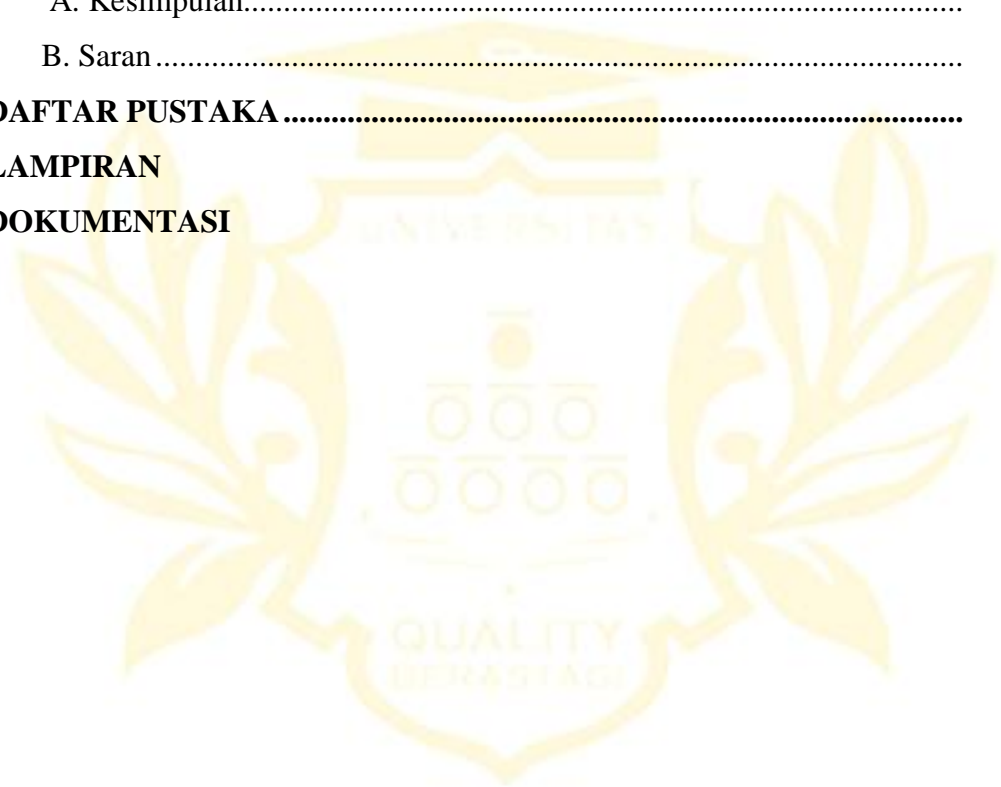 A. Kesimpulan..........................................................................................
B. Saran.....................................................................................................
DAFTAR PUSTAKA.....................................................................................
LAMPIRAN
DOKUMENTASI
UNIVERSITAS
QUALITY
BERASTAGI